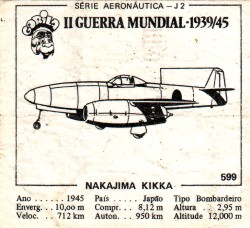 SÉRIE AERONÁUTICA - J 2
II GUERRA MUNDIAL-1939/45
599
NAKAJIMA KIKKA
Ano ..... 1945 País ..... Japão Tipo Bombardeiro
Enverg. . 10,00 m Compr. .. 8,12 m Altura ... 2,95 m
Veloc. .. 712 km Auton. . 950 km Altitude 12,000 m